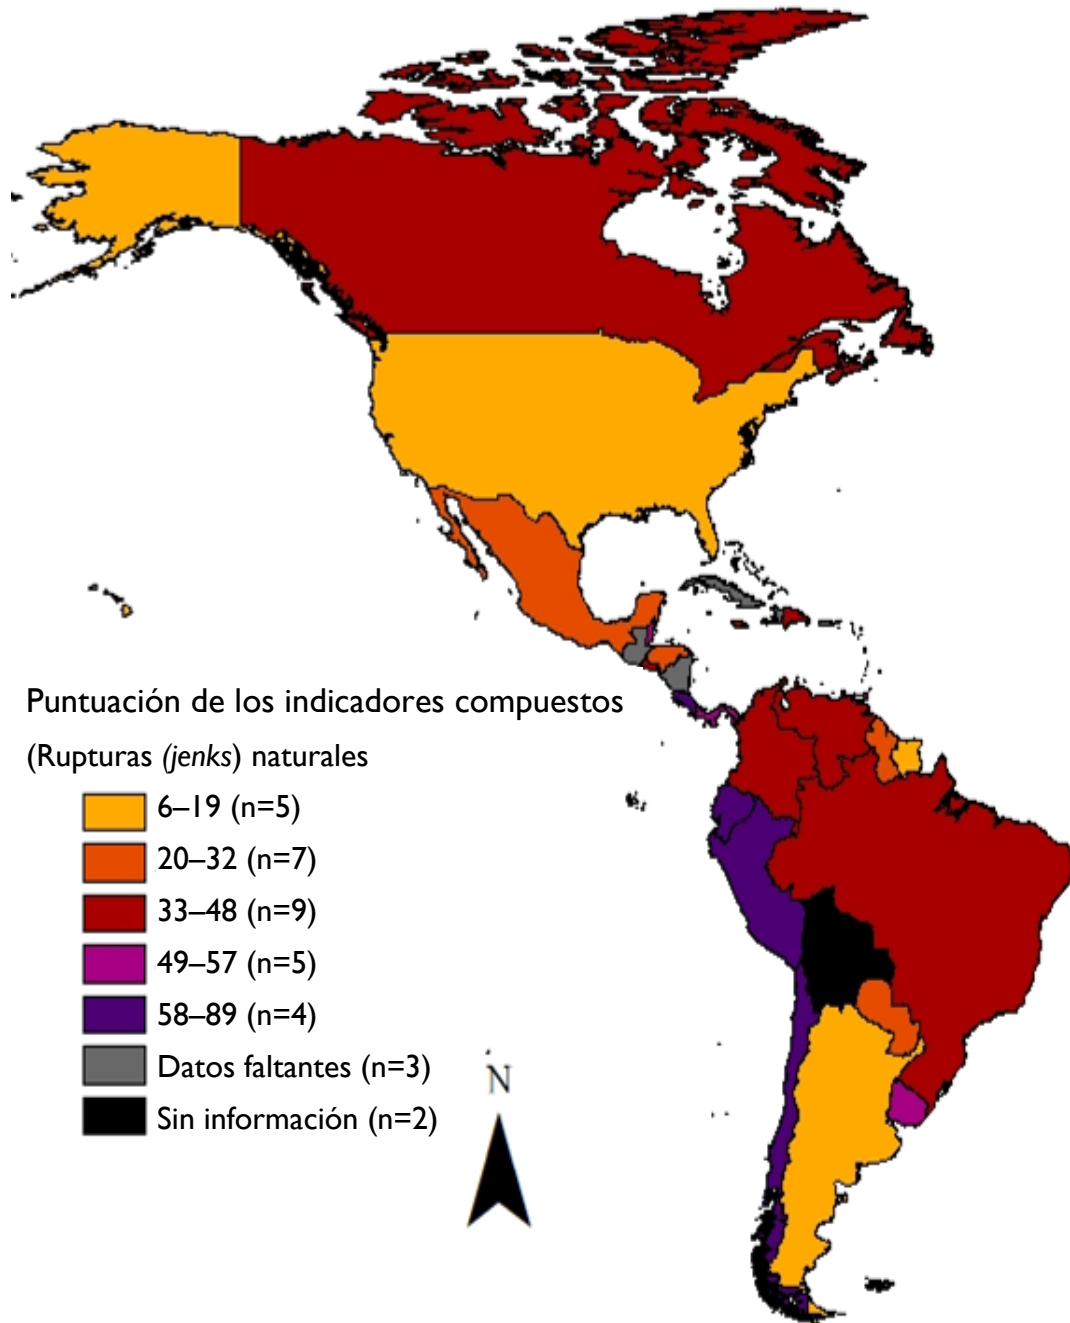 Puntuación de los indicadores compuestos
(Rupturas (jenks) naturales
6–19 (n=5)
20–32 (n=7)
33–48 (n=9)
49–57 (n=5)
58–89 (n=4)
Datos faltantes (n=3)
Sin información (n=2)
N